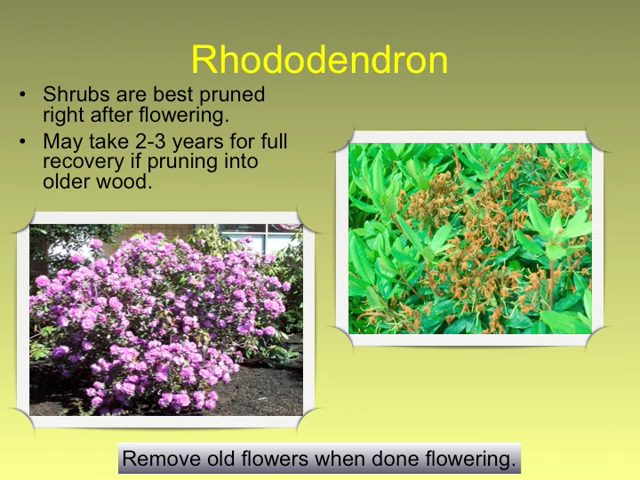 Rhododendron
• Shrubs are best pruned
right after flowering.
• May take 2-3 years for full
recovery if pruning into
older wood.
Remove old flowers when done flowering.